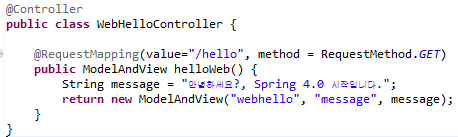 @Controller
public class WebHelloController {
@RequestMapping(value="/hello", method = RequestMethod.GET)
public ModelAndView helloWeb() {
String message = "안녕하세요?, Spring 4.0 시작입니다.";
return new ModelAndView("webhello", "message", message);
}
}